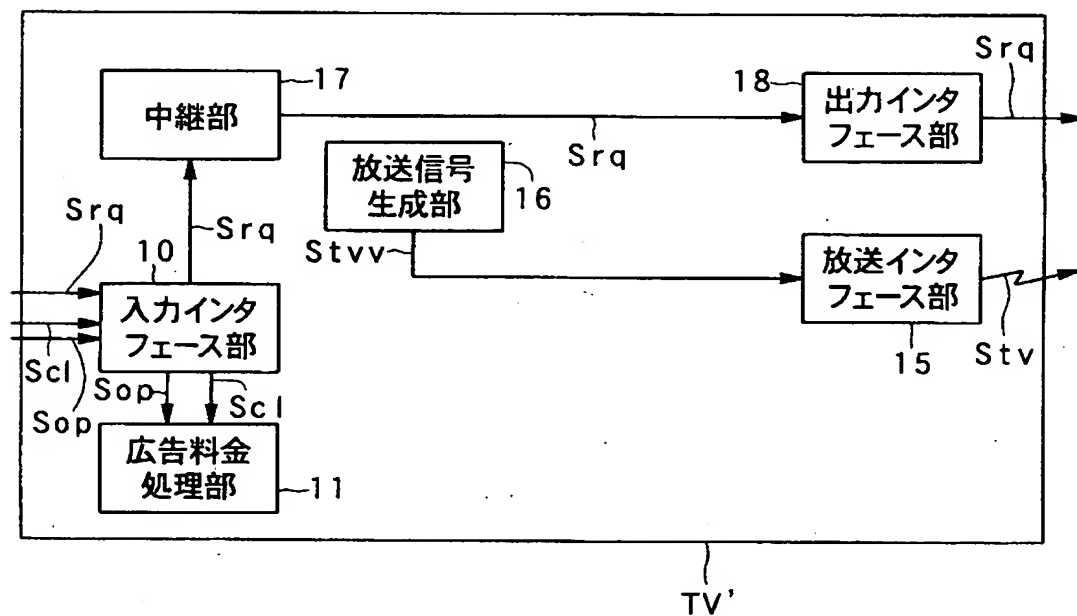 17
中継部
18
出力インタ
フェース部
Srq
Srq
放送信号
生成部
16
Srq
Srq
10
Stvv
放送インタ
フェース部
15
Stv
入力インタ
フェース部
Scl
Sop
Sop
Scl
広告料金
処理部
11
TV'